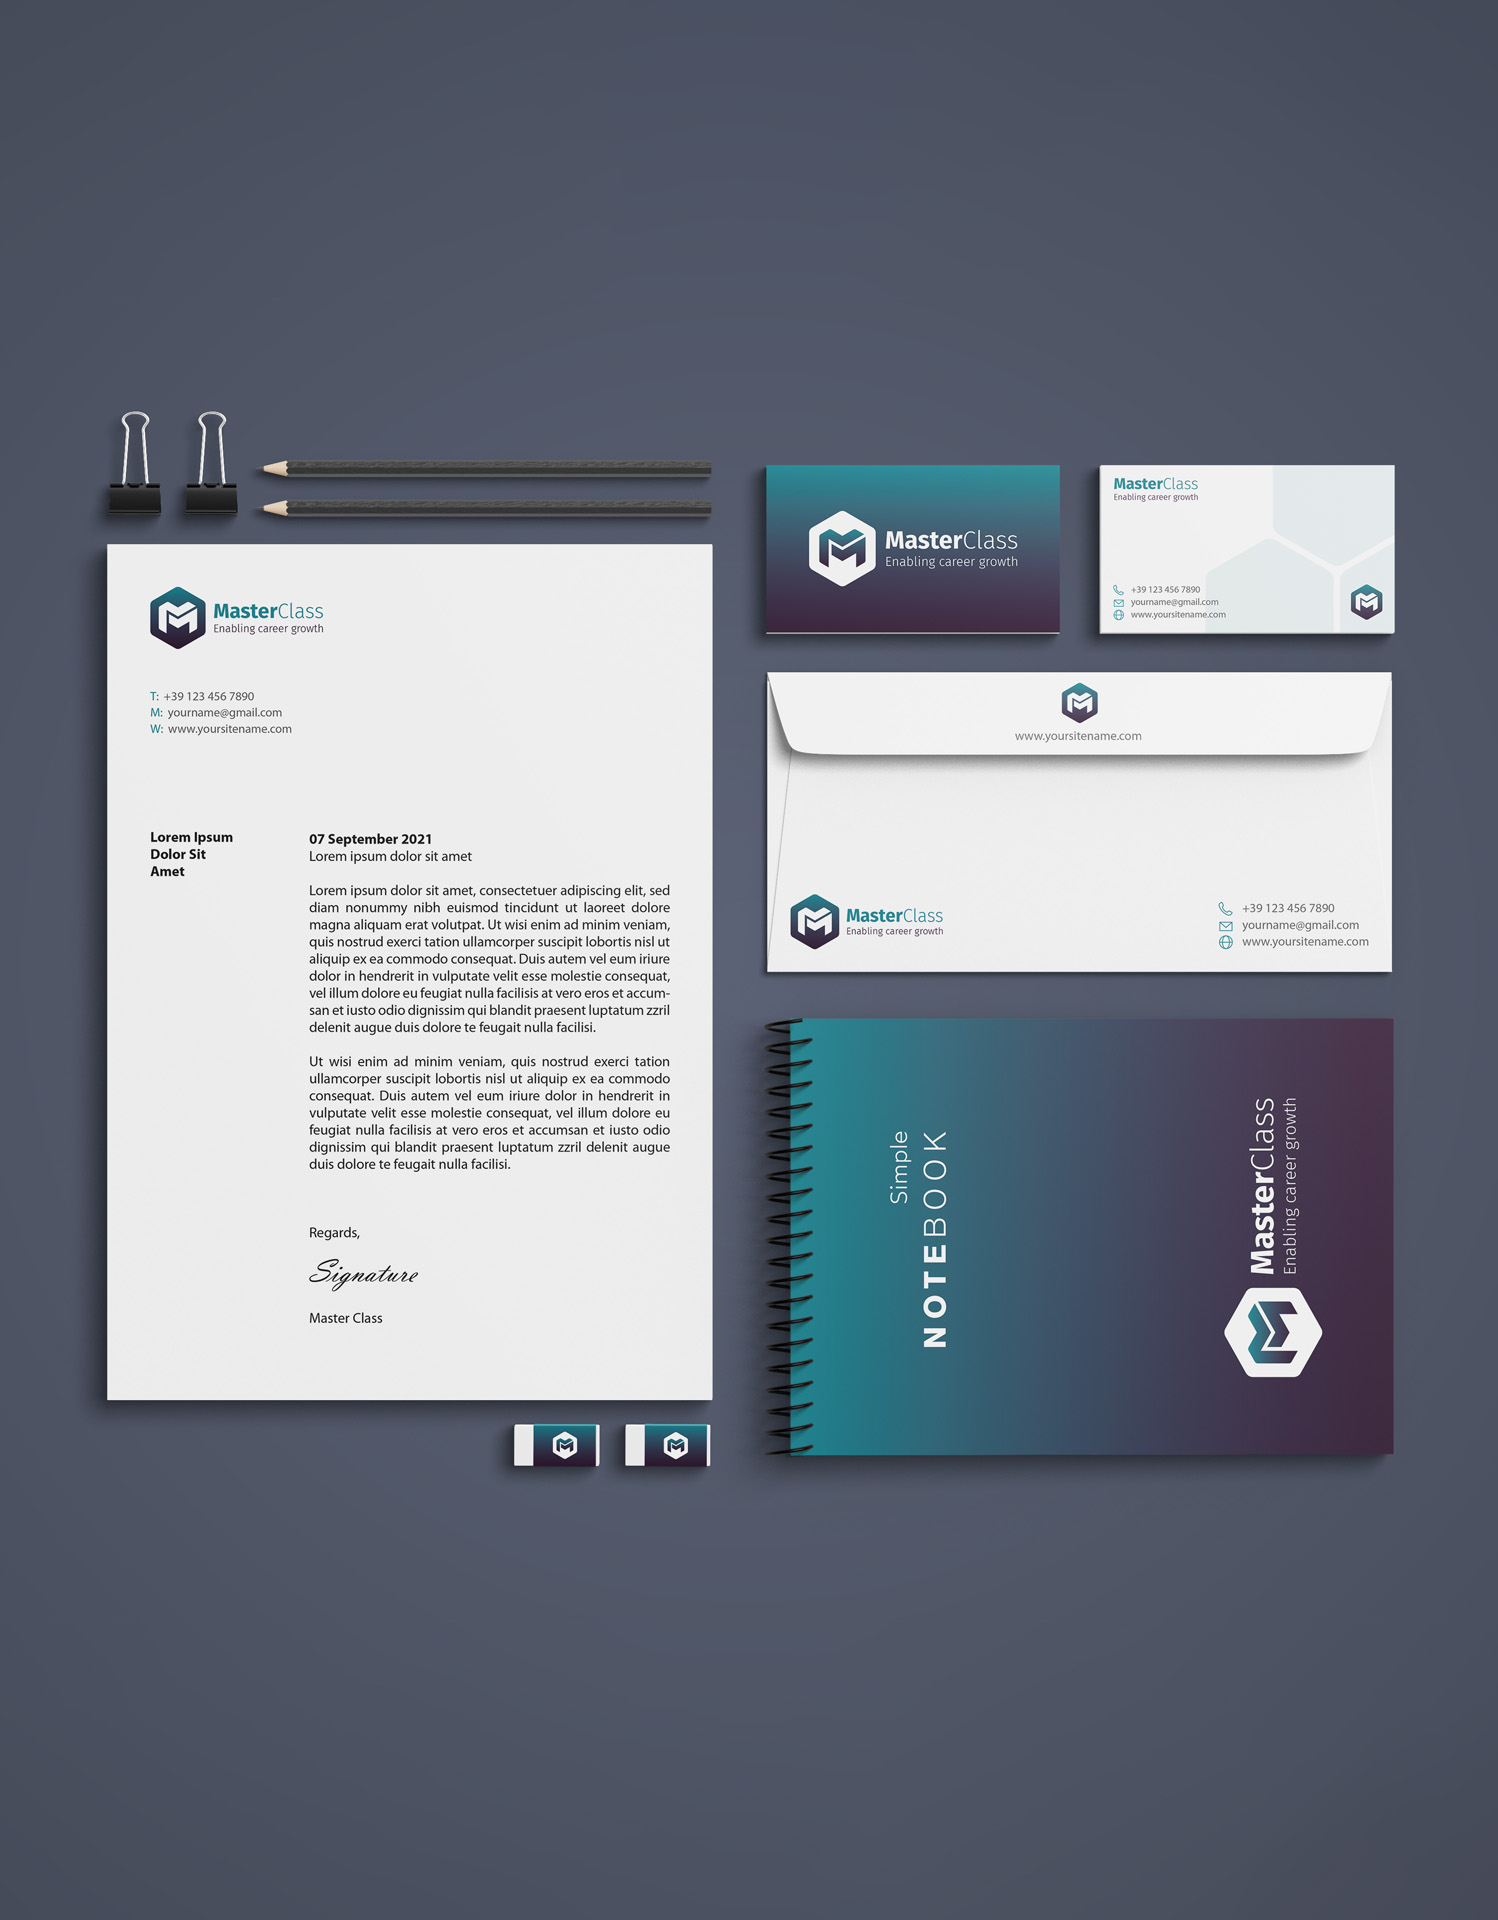 MasterClass
Enabling career growth
T: +39 123 456 7890
M: yourname@gmail.com
W: www.yoursitename.com
Lorem Ipsum
Dolor Sit
Amet
07 September 2021
Lorem ipsum dolor sit amet
Lorem ipsum dolor sit amet, consectetuer adipiscing elit, sed
diam nonummy nibh euismod tincidunt ut laoreet dolore
magna aliquam erat volutpat. Ut wisi enim ad minim veniam,
quis nostrud exerci tation ullamcorper suscipit lobortis nisl ut
aliquip ex ea commodo consequat. Duis autem vel eum iriure
dolor in hendrerit in vulputate velit esse molestie consequat,
vel illum dolore eu feugiat nulla facilisis at vero eros et accum-
san et iusto odio dignissim qui blandit praesent luptatum zzril
delenit augue duis dolore te feugait nulla facilisi.
Ut wisi enim ad minim veniam, quis nostrud exerci tation
ullamcorper suscipit lobortis nisl ut aliquip ex ea commodo
consequat. Duis autem vel eum iriure dolor in hendrerit in
vulputate velit esse molestie consequat, vel illum dolore eu
feugiat nulla facilisis at vero eros et accumsan et iusto odio
dignissim qui blandit praesent luptatum zzril delenit augue
duis dolore te feugait nulla facilisi.
Regards,
Signature
Master Class
MasterClass
Enabling career growth
MasterClass
Enabling career growth
+39 123 456 7890
yourname@gmail.com
www.yoursitename.com
www.yoursitename.com
MasterClass
Enabling career growth
+39 123 456 7890
yourname@gmail.com
www.yoursitename.com
Simple
NOTEBOOK
MasterClass
Enabling career growth